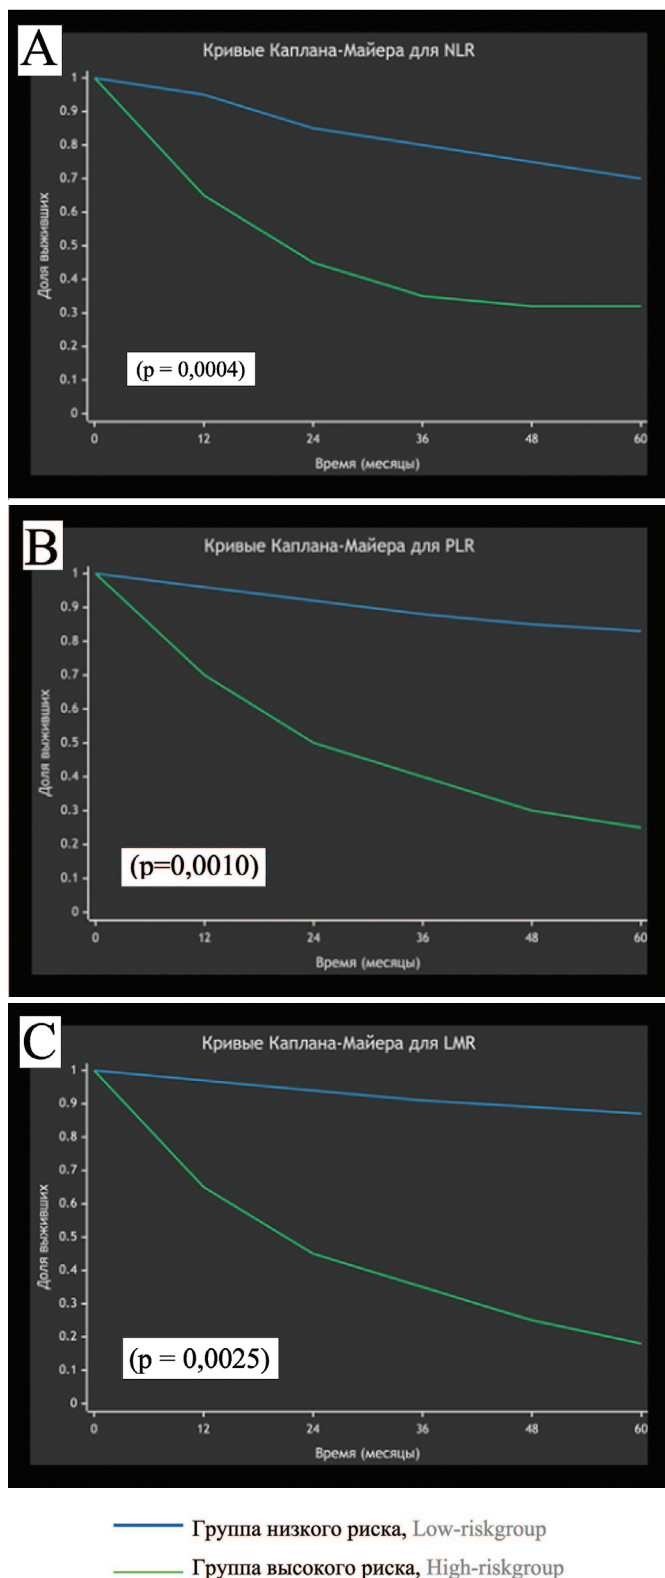 A
Кривые Каплана-Майера для NLR
Доля выживших
1
0.9
0.8
0.7
0.6
0.5
0.4
0.3
0.2
0.1
0
(p = 0,0004)
0 12 24 36 48 60
Время (месяцы)
B
Кривые Каплана-Майера для PLR
Доля выживших
1
0.9
0.8
0.7
0.6
0.5
0.4
0.3
0.2
0.1
0
(p=0,0010)
0 12 24 36 48 60
Время (месяцы)
C
Кривые Каплана-Майера для LMR
Доля выживших
1
0.9
0.8
0.7
0.6
0.5
0.4
0.3
0.2
0.1
0
(p = 0,0025)
0 12 24 36 48 60
Время (месяцы)
Группа низкого риска, Low-riskgroup
Группа высокого риска, High-riskgroup